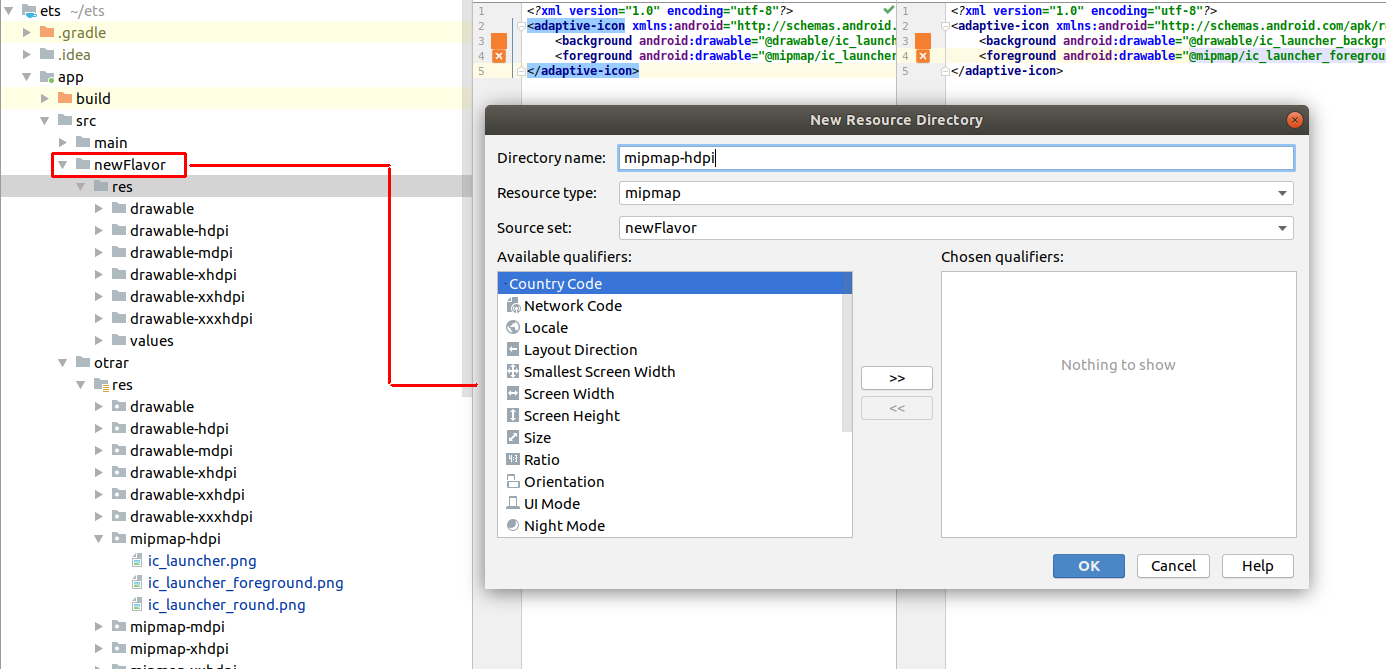 ets ~/ets
.gradle
.idea
app
build
src
main
newFlavor
res
drawable
drawable-hdpi
drawable-mdpi
drawable-xhdpi
drawable-xxhdpi
drawable-xxxhdpi
values
otrar
res
drawable
drawable-hdpi
drawable-mdpi
drawable-xhdpi
drawable-xxhdpi
drawable-xxxhdpi
mipmap-hdpi
ic_launcher.png
ic_launcher_foreground.png
ic_launcher_round.png
mipmap-mdpi
mipmap-xhdpi
1 <?xml version="1.0" encoding="utf-8"?>
2 <adaptive-icon xmlns:android="http://schemas.android.
3 <background android:drawable="@drawable/ic_launc
4 <foreground android:drawable="@mipmap/ic_launcher
5 </adaptive-icon>
1 <?xml version="1.0" encoding="utf-8"?>
2 <adaptive-icon xmlns:android="http://schemas.android.com/apk/r
3 <background android:drawable="@drawable/ic_launcher_backgr
4 <foreground android:drawable="@mipmap/ic_launcher_foregrou
5 </adaptive-icon>
New Resource Directory
Directory name: mipmap-hdpi
Resource type: mipmap
Source set: newFlavor
Available qualifiers:
Country Code
Network Code
Locale
Layout Direction
Smallest Screen Width
Screen Width
Screen Height
Size
Ratio
Orientation
UI Mode
Night Mode
>>
<<
Chosen qualifiers:
Nothing to show
OK Cancel Help